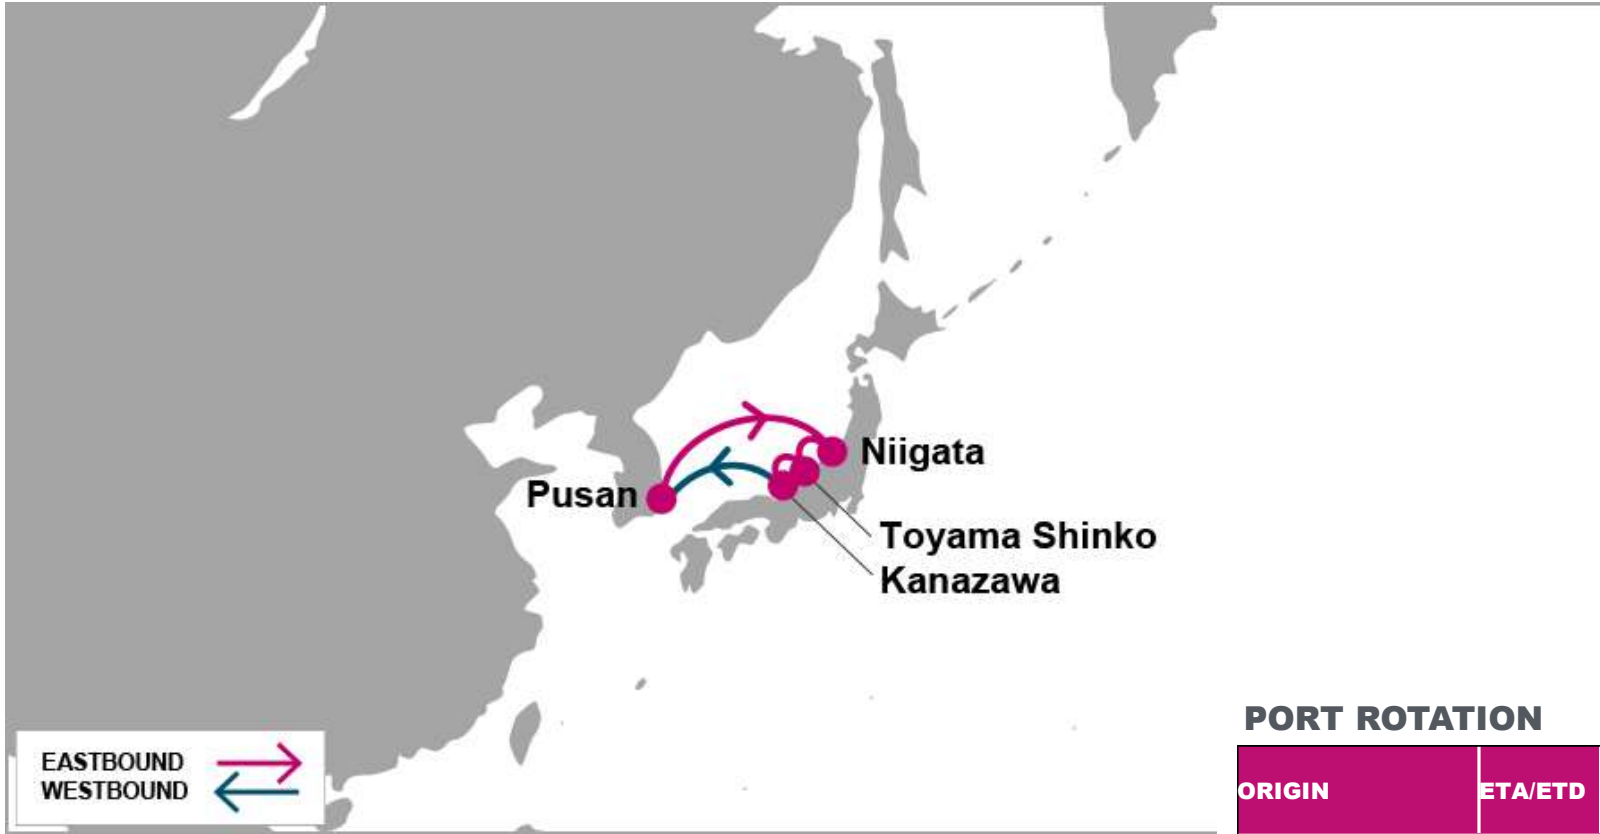 Niigata
Pusan
Toyama Shinko
Kanazawa
EASTBOUND
WESTBOUND
PORT ROTATION
ORIGIN ETA/ETD